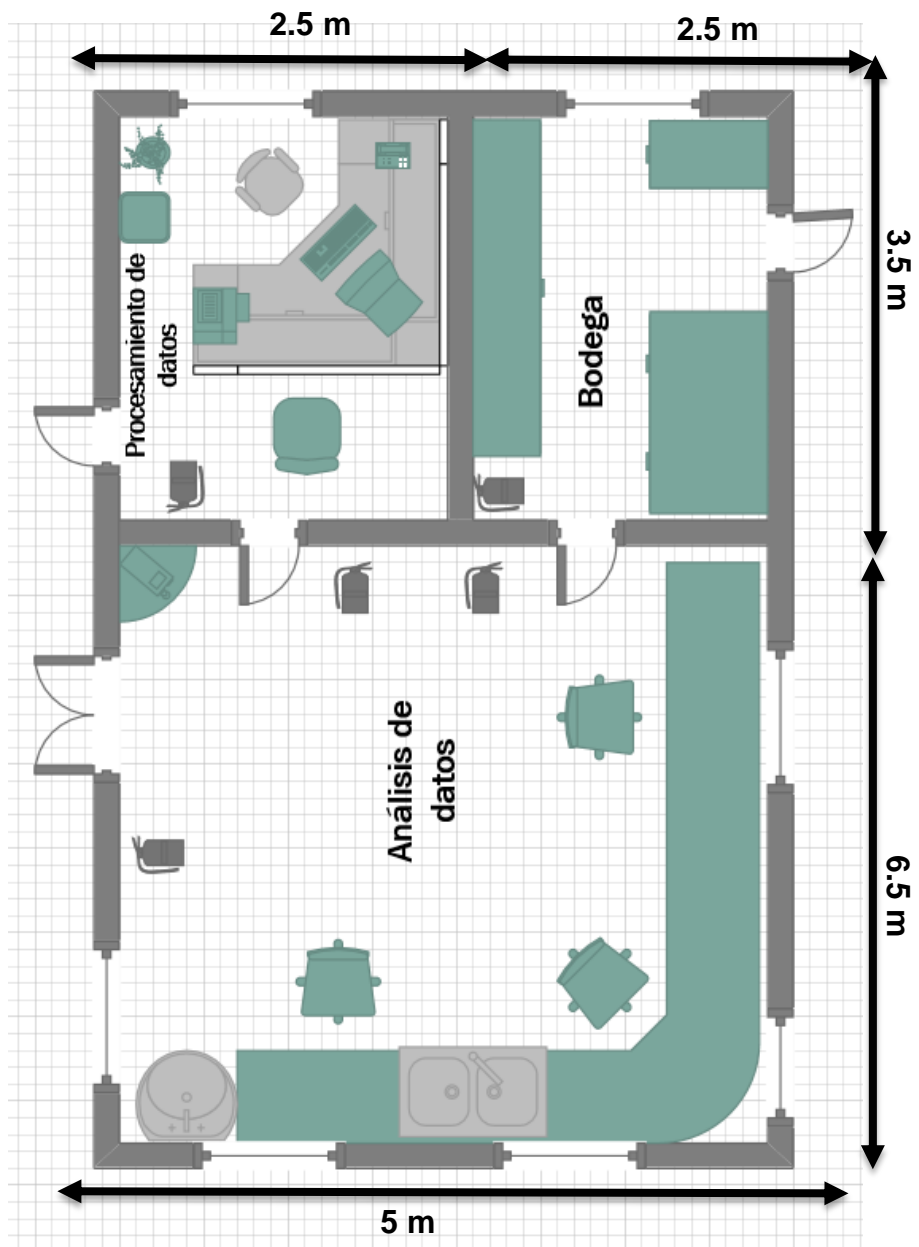 2.5 m
2.5 m
3.5 m
Procesamiento de
datos
Bodega
Análisis de
datos
6.5 m
5 m